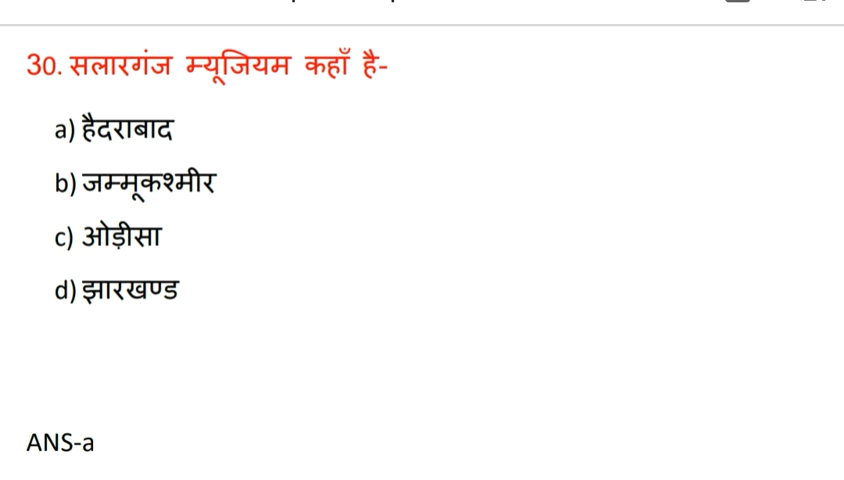 30. सलारगंज म्यूजियम कहाँ है-
a) हैदराबाद
b) जम्मूकश्मीर
c) ओड़ीसा
d) झारखण्ड
ANS-a